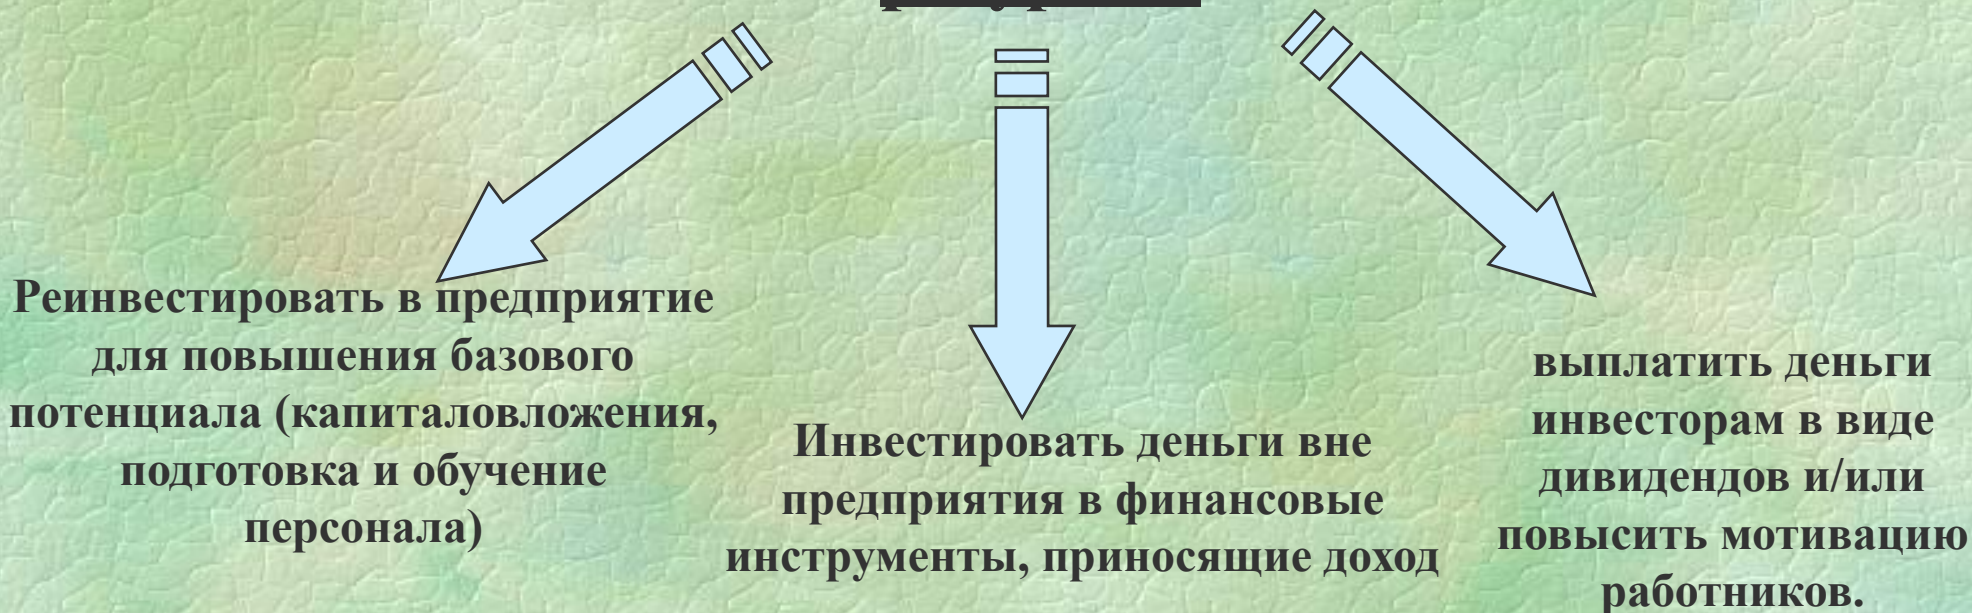 Реинвестировать в предприятие
для повышения базового
потенциала (капиталовложения,
подготовка и обучение
персонала)
Инвестировать деньги вне
предприятия в финансовые
инструменты, приносящие доход
выплатить деньги
инвесторам в виде
дивидендов и/или
повысить мотивацию
работников.